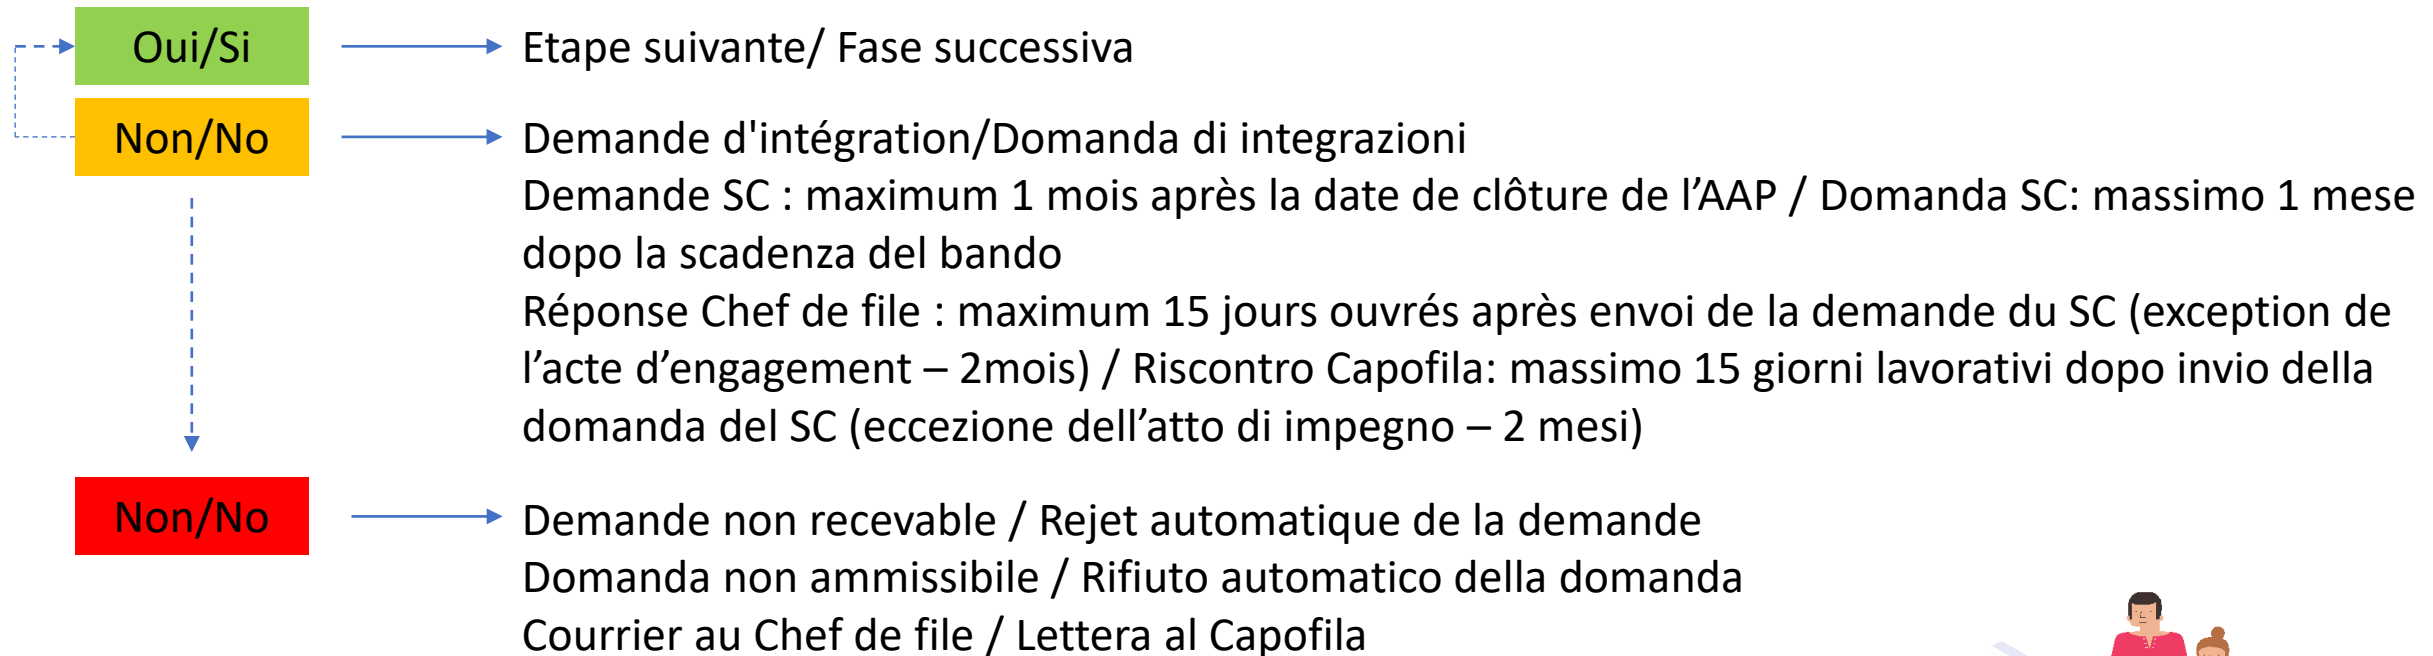 Oui/Si
Etape suivante/ Fase successiva
Non/No
Demande d'intégration/Domanda di integrazioni
Demande SC : maximum 1 mois après la date de clôture de l’AAP / Domanda SC: massimo 1 mese
dopo la scadenza del bando
Réponse Chef de file : maximum 15 jours ouvrés après envoi de la demande du SC (exception de
l’acte d’engagement – 2mois) / Riscontro Capofila: massimo 15 giorni lavorativi dopo invio della
domanda del SC (eccezione dell’atto di impegno – 2 mesi)
Non/No
Demande non recevable / Rejet automatique de la demande
Domanda non ammissibile / Rifiuto automatico della domanda
Courrier au Chef de file / Lettera al Capofila